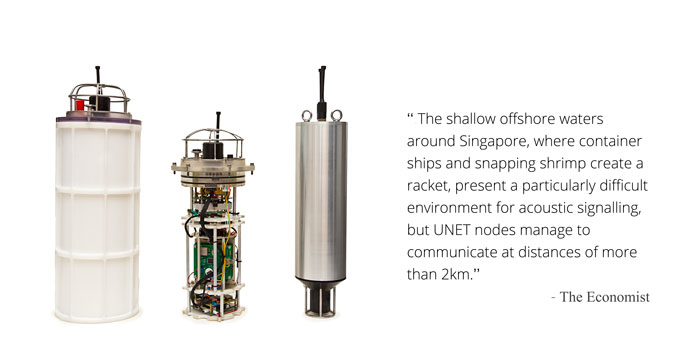 “ The shallow offshore waters
around Singapore, where container
ships and snapping shrimp create a
racket, present a particularly difficult
environment for acoustic signalling,
but UNET nodes manage to
communicate at distances of more
than 2km.”
- The Economist